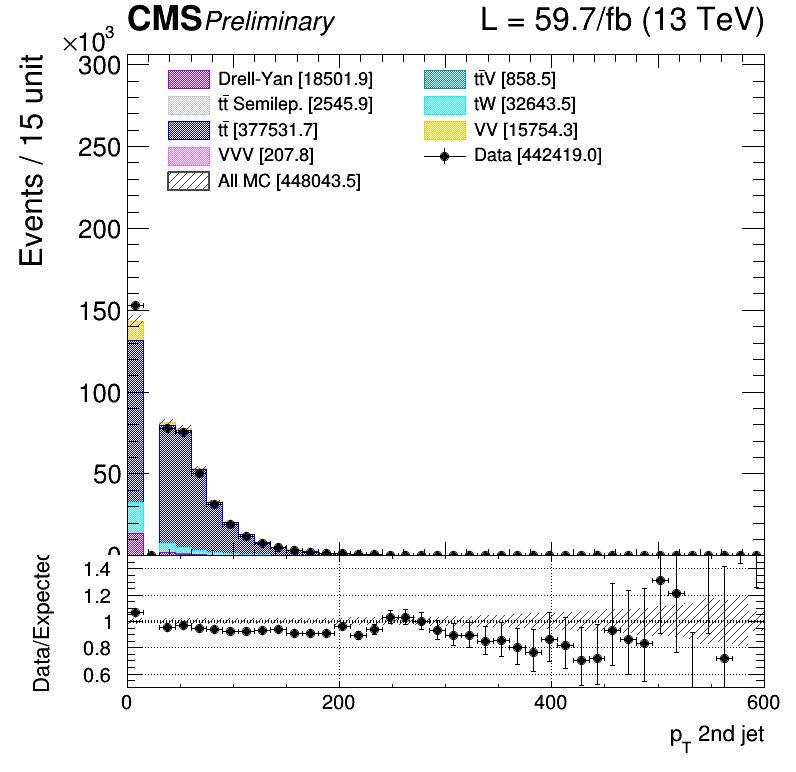 CMS Preliminary L = 59.7/fb (13 TeV)
×10³
Events / 15 unit
300
250
200
150
100
50
0
Drell-Yan [18501.9]
tt̄ Semilep. [2545.9]
tt̄ [377531.7]
VVV [207.8]
All MC [448043.5]
tt̄V [858.5]
tW [32643.5]
VV [15754.3]
Data [442419.0]
Data/Expected
1.4
1.2
1
0.8
0.6
0 200 400 600
p_T 2nd jet